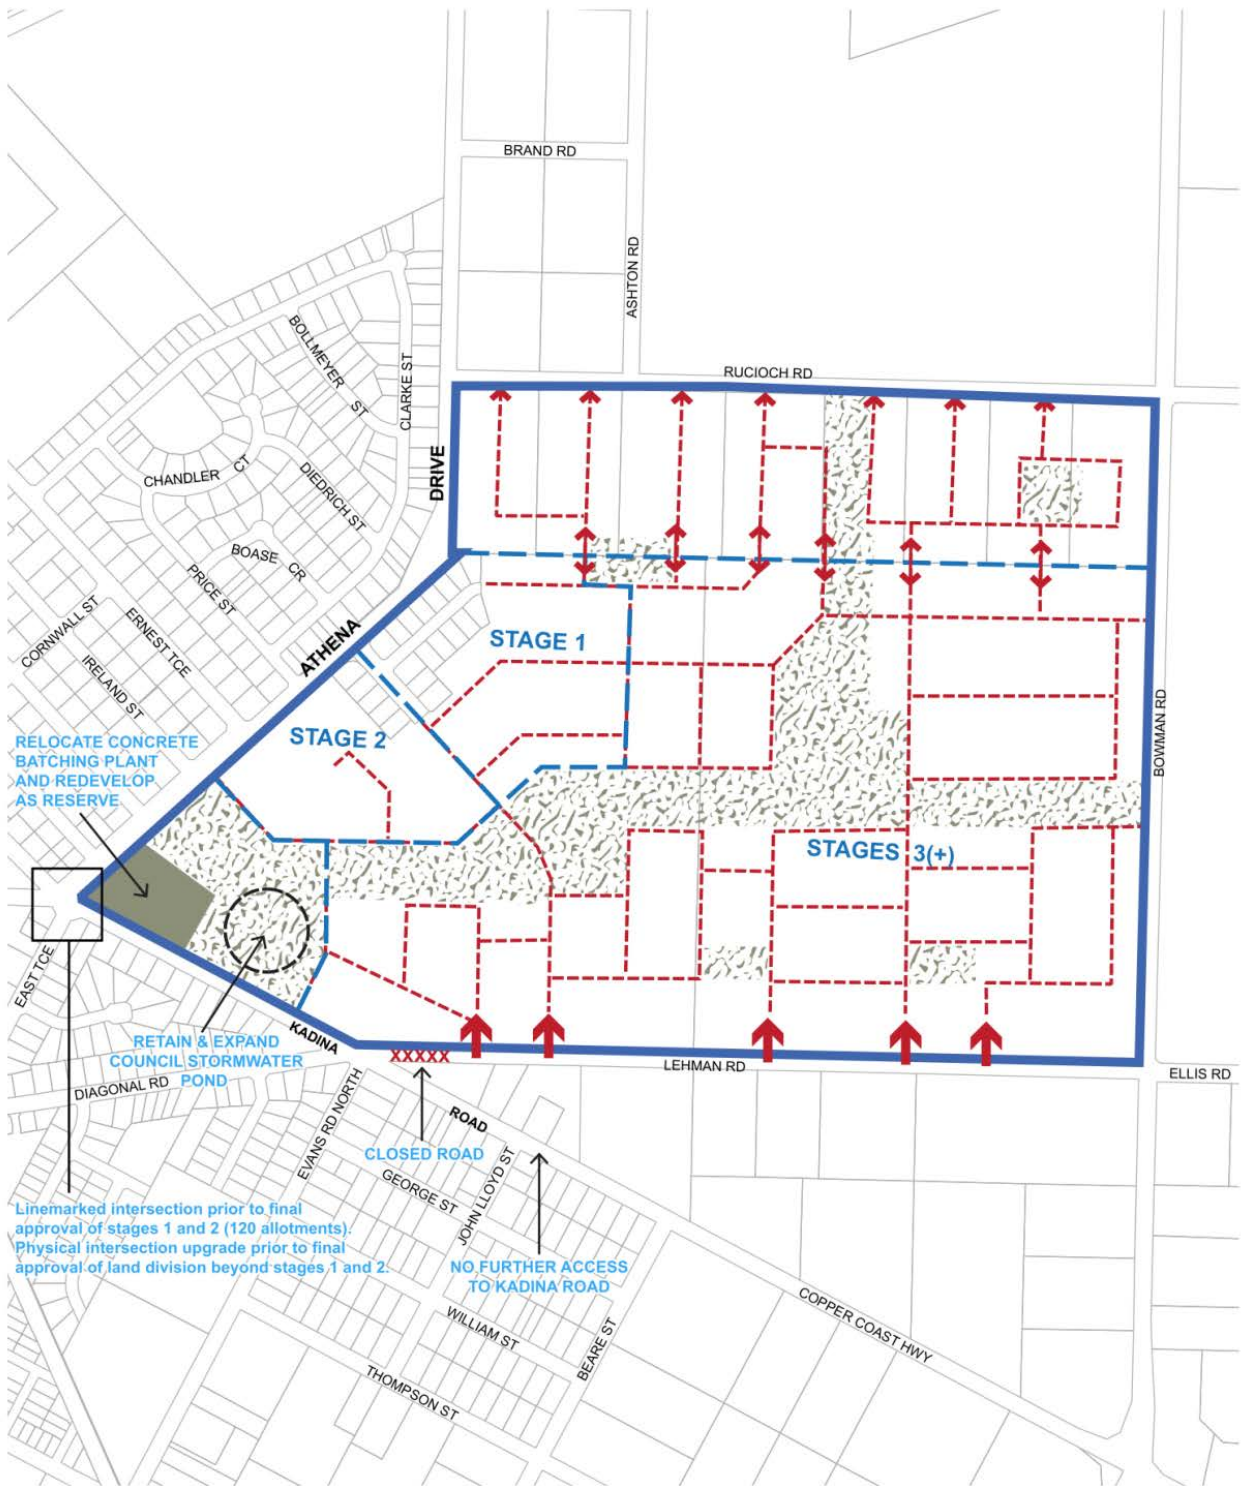 BRAND RD
ASHTON RD
RUCIOCH RD
BOLLMEYER ST
CLARKE ST
CHANDLER CT
DIEDRICH ST
DRIVE
BOASE CR
PRICE ST
CORNWALL ST
ERNEST TCE
IRELAND ST
ATHENA
STAGE 1
STAGE 2
BOWMAN RD
RELOCATE CONCRETE
BATCHING PLANT
AND REDEVELOP
AS RESERVE
STAGES 3(+)
EAST TCE
KADINA
RETAIN & EXPAND
COUNCIL STORMWATER
POND
XXXXX
LEHMAN RD
ELLIS RD
DIAGONAL RD
EVANS RD NORTH
ROAD
CLOSED ROAD
GEORGE ST
JOHN LLOYD ST
Linemarked intersection prior to final
approval of stages 1 and 2 (120 allotments).
Physical intersection upgrade prior to final
approval of land division beyond stages 1 and 2.
NO FURTHER ACCESS
TO KADINA ROAD
COPPER COAST HWY
WILLIAM ST
BEARE ST
THOMPSON ST